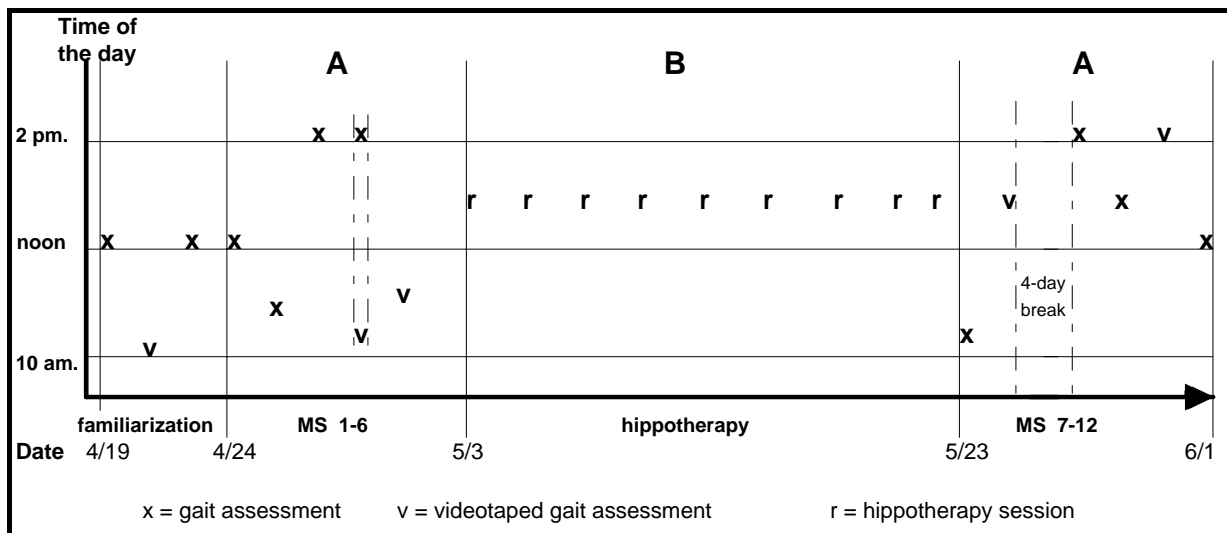 Time of
the day
A B A
2 pm. x x x v
r r r r r r r r r v x
noon x x x x
x v 4-day
break
v x
10 am. v
familiarization MS 1-6 hippotherapy MS 7-12
Date 4/19 4/24 5/3 5/23 6/1
x = gait assessment v = videotaped gait assessment r = hippotherapy session